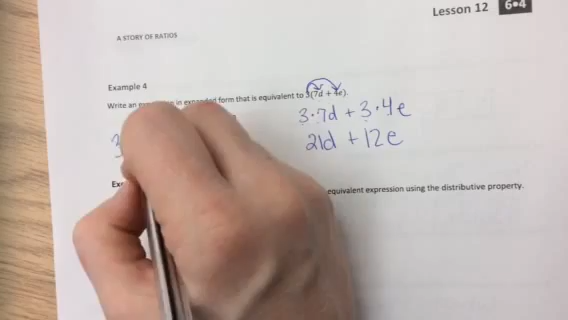 Lesson 12 6•4
A STORY OF RATIOS
Example 4
Write an in form that is equivalent to 3(7d + 4e).
3·7d + 3·4e
3
21d + 12e
equivalent expression using the distributive property.